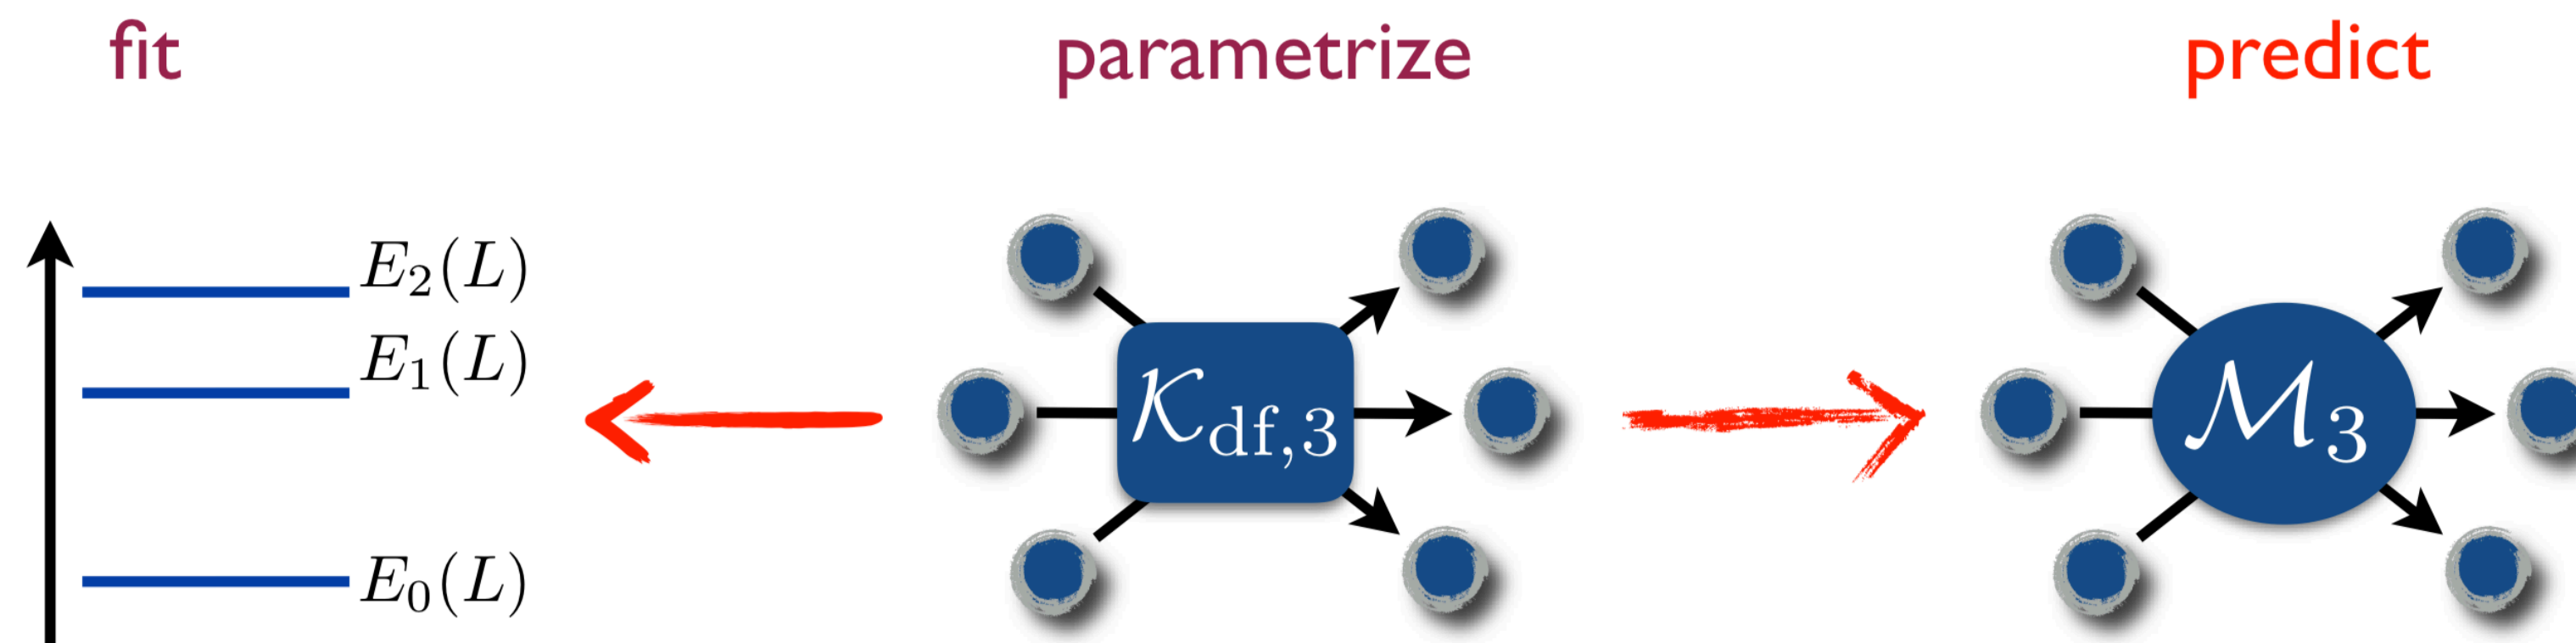 fit parametrize predict
E₂(L)
E₁(L)
𝒦df,3 ℳ₃
E₀(L)